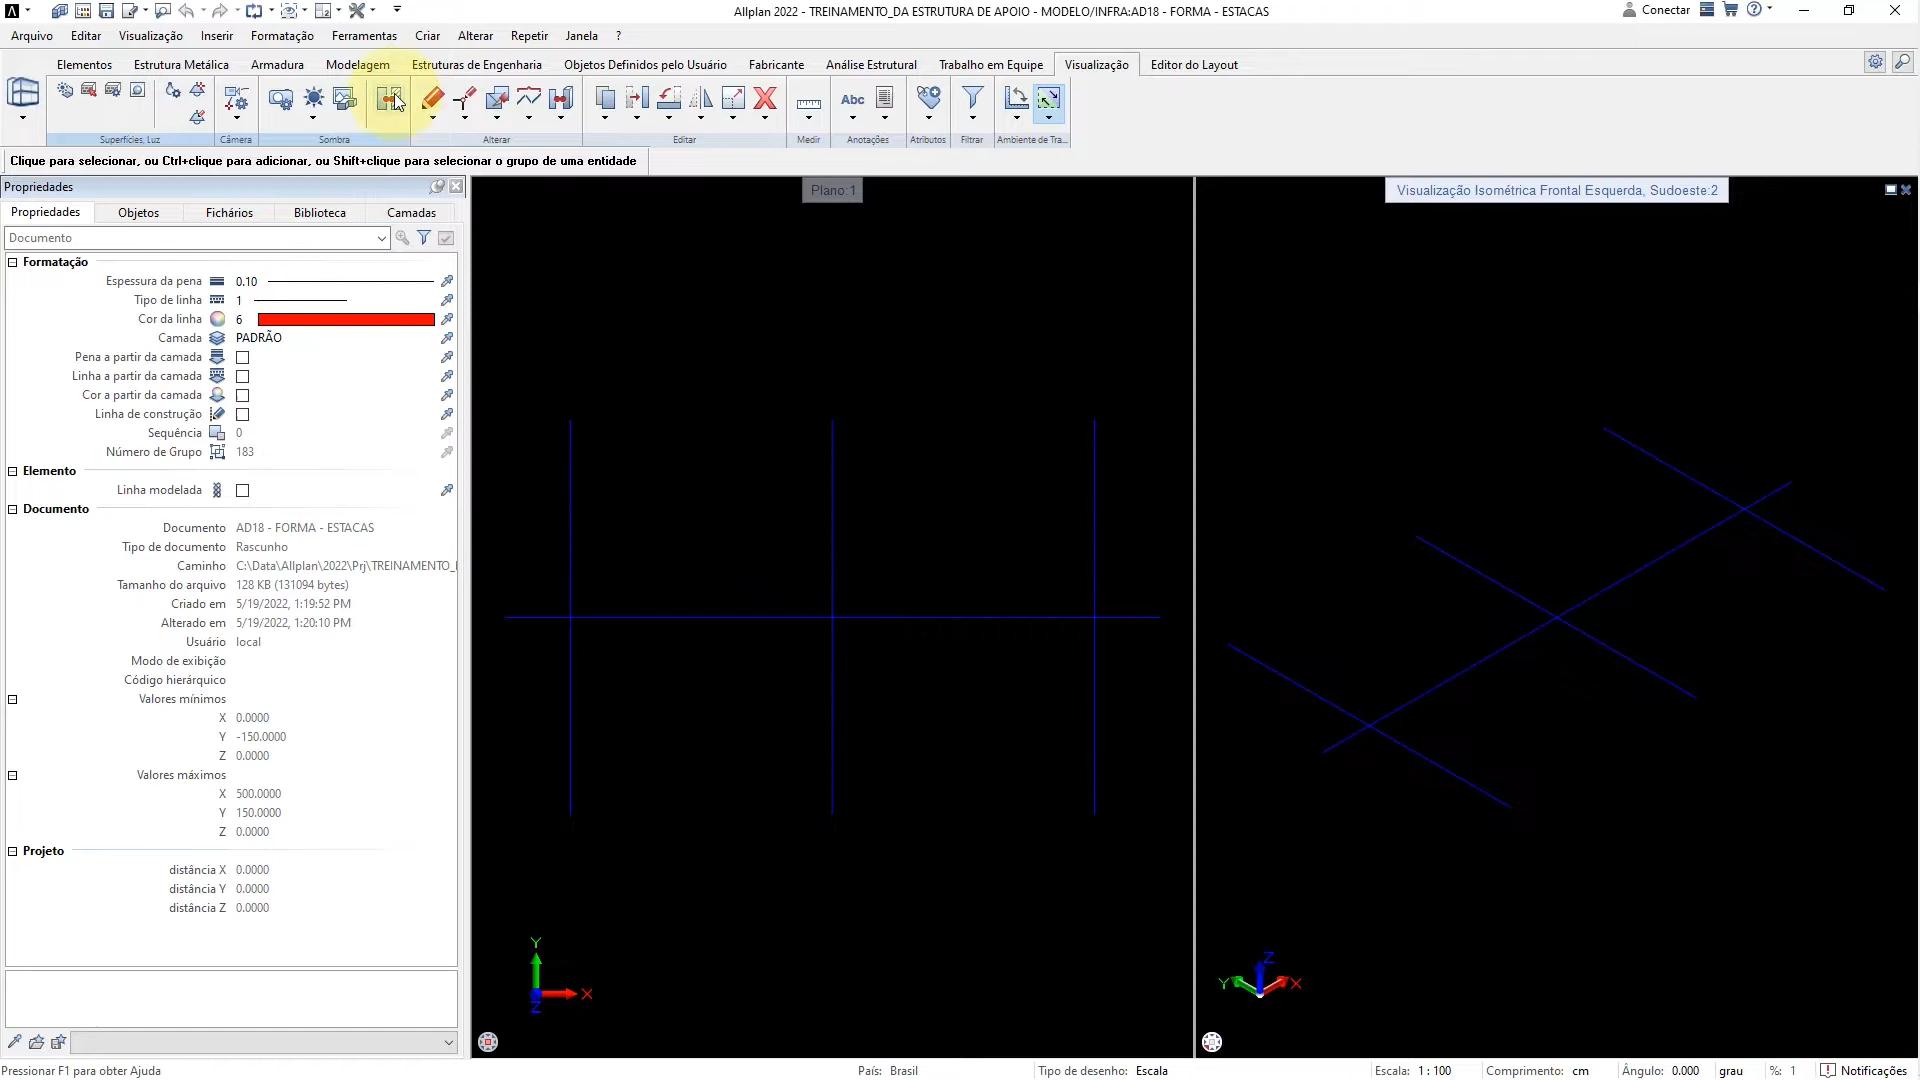 Allplan 2022 - TREINAMENTO_DA ESTRUTURA DE APOIO - MODELO/INFRA:AD18 - FORMA - ESTACAS
Conectar
Arquivo Editar Visualização Inserir Formatação Ferramentas Criar Alterar Repetir Janela ?
Elementos Estrutura Metálica Armadura Modelagem Estruturas de Engenharia Objetos Definidos pelo Usuário Fabricante Análise Estrutural Trabalho em Equipe Visualização Editor do Layout
Abc
Superfícies, Luz Câmera Sombra Alterar Editar Medir Anotações Atributos Filtrar Ambiente de Tra...
Clique para selecionar, ou Ctrl+clique para adicionar, ou Shift+clique para selecionar o grupo de uma entidade
Propriedades
Propriedades Objetos Fichários Biblioteca Camadas
Documento
Formatação
Espessura da pena 0.10
Tipo de linha 1
Cor da linha 6
Camada PADRÃO
Pena a partir da camada
Linha a partir da camada
Cor a partir da camada
Linha de construção
Sequência 0
Número de Grupo 183
Elemento
Linha modelada
Documento
Documento AD18 - FORMA - ESTACAS
Tipo de documento Rascunho
Caminho C:\Data\Allplan\2022\Prj\TREINAMENTO_
Tamanho do arquivo 128 KB (131094 bytes)
Criado em 5/19/2022, 1:19:52 PM
Alterado em 5/19/2022, 1:20:10 PM
Usuário local
Modo de exibição
Código hierárquico
Valores mínimos
X 0.0000
Y -150.0000
Z 0.0000
Valores máximos
X 500.0000
Y 150.0000
Z 0.0000
Projeto
distância X 0.0000
distância Y 0.0000
distância Z 0.0000
Plano:1
Y
X
Z
Visualização Isométrica Frontal Esquerda, Sudoeste:2
Z
Y X
Pressionar F1 para obter Ajuda
País: Brasil
Tipo de desenho: Escala
Escala: 1 : 100
Comprimento: cm
Ângulo: 0.000 grau
%: 1
Notificações